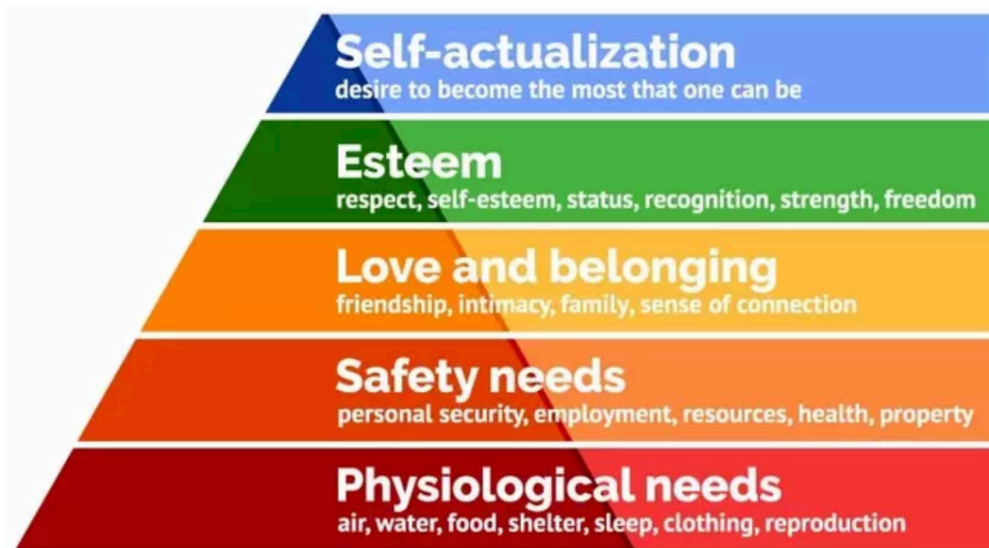 Self-actualization
desire to become the most that one can be
Esteem
respect, self-esteem, status, recognition, strength, freedom
Love and belonging
friendship, intimacy, family, sense of connection
Safety needs
personal security, employment, resources, health, property
Physiological needs
air, water, food, shelter, sleep, clothing, reproduction